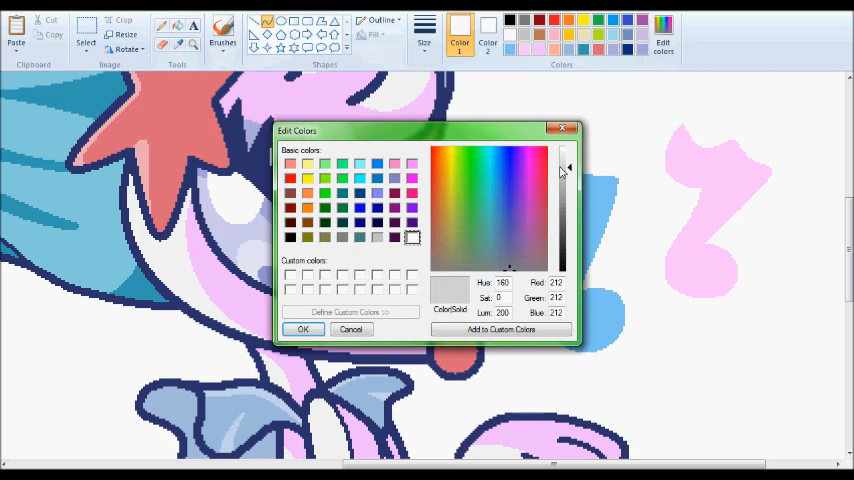 Paste
Cut
Copy
Clipboard
Select
Crop
Resize
Rotate
Image
A
Tools
Brushes
Shapes
Outline
Fill
Size
Color
1
Color
2
Colors
Edit
colors
Edit Colors
Basic colors:
Custom colors:
Define Custom Colors >>
OK
Cancel
Color|Solid
Hue: 160
Sat: 0
Lum: 200
Red: 212
Green: 212
Blue: 212
Add to Custom Colors